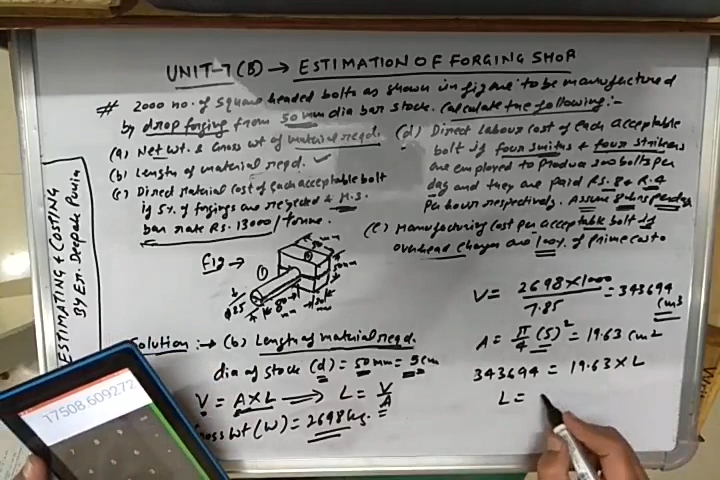 UNIT-7(B) → ESTIMATION OF FORGING SHOP
# 2000 no. of Square headed bolts as shown in figure to be manufactured
by drop forging from 50 mm dia bar stock. Calculate the following:-
(a) Net wt. & Gross wt of material reqd.
(b) Length of material reqd. ✓
(c) Direct Material Cost of each acceptable bolt
if 5% of forgings are rejected & M.S.
bar rate Rs. 13000/tonne.
(d) Direct Labour Cost of each acceptable
bolt if four smiths & four strikers
are employed to produce 300 bolts per
day and they are paid Rs. 8 & R.4
Per hour respectively. Assume 8 hrs per day
(e) Manufacturing cost per acceptable bolt if
overhead charges are 100% of prime cost.
Fig →
ESTIMATING & COSTING
By Er. Deepak Punia
Solution :→ (b) Length of material reqd.
dia of stock (d) = 50 mm = 5 cm
V = A×L ⟹ L = V/A
Gross wt (W) = 2698 kg.
V = 2698×1000 / 7.85 = 343694 (cm3
A = π/4 (5)² = 19.63 cm²
343694 = 19.63×L
L =
17508.609272